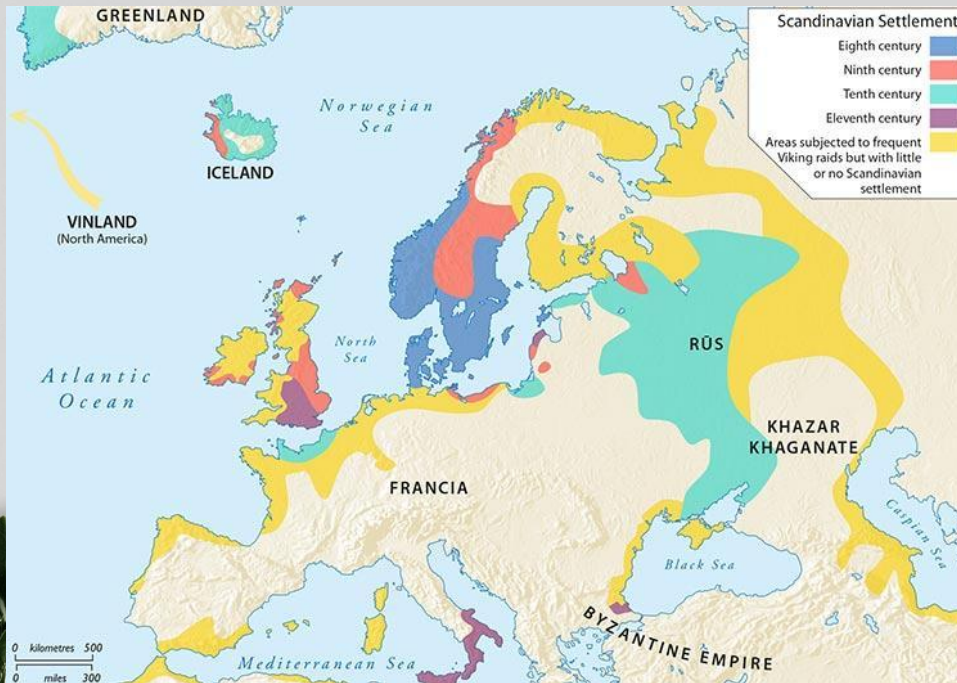 GREENLAND
Scandinavian Settlement
Eighth century
Ninth century
Tenth century
Eleventh century
Areas subjected to frequent
Viking raids but with little
or no Scandinavian
settlement
Norwegian
Sea
ICELAND
VINLAND
(North America)
North
Sea
RŪS
Atlantic
Ocean
KHAZAR
KHAGANATE
FRANCIA
Caspian Sea
Black Sea
BYZANTINE EMPIRE
0 kilometres 500
0 miles 300
Mediterranean Sea